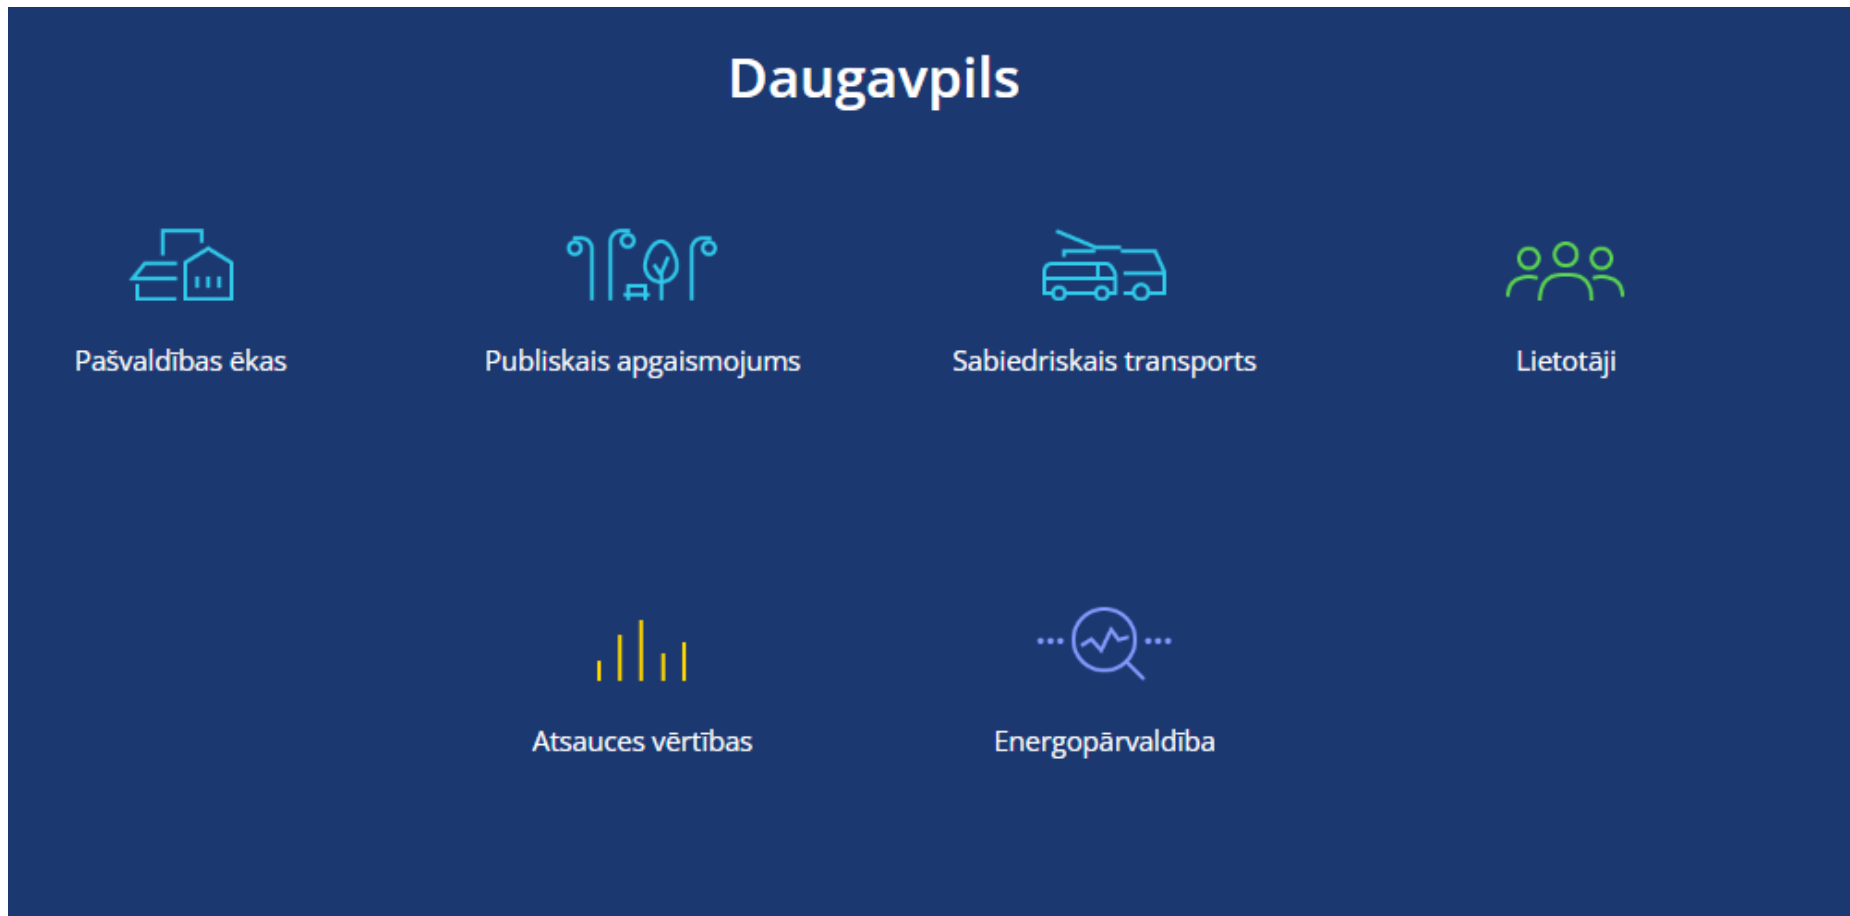 Daugavpils
Pašvaldības ēkas
Publiskais apgaismojums
Sabiedriskais transports
Lietotāji
Atsauces vērtības
Energopārvaldība